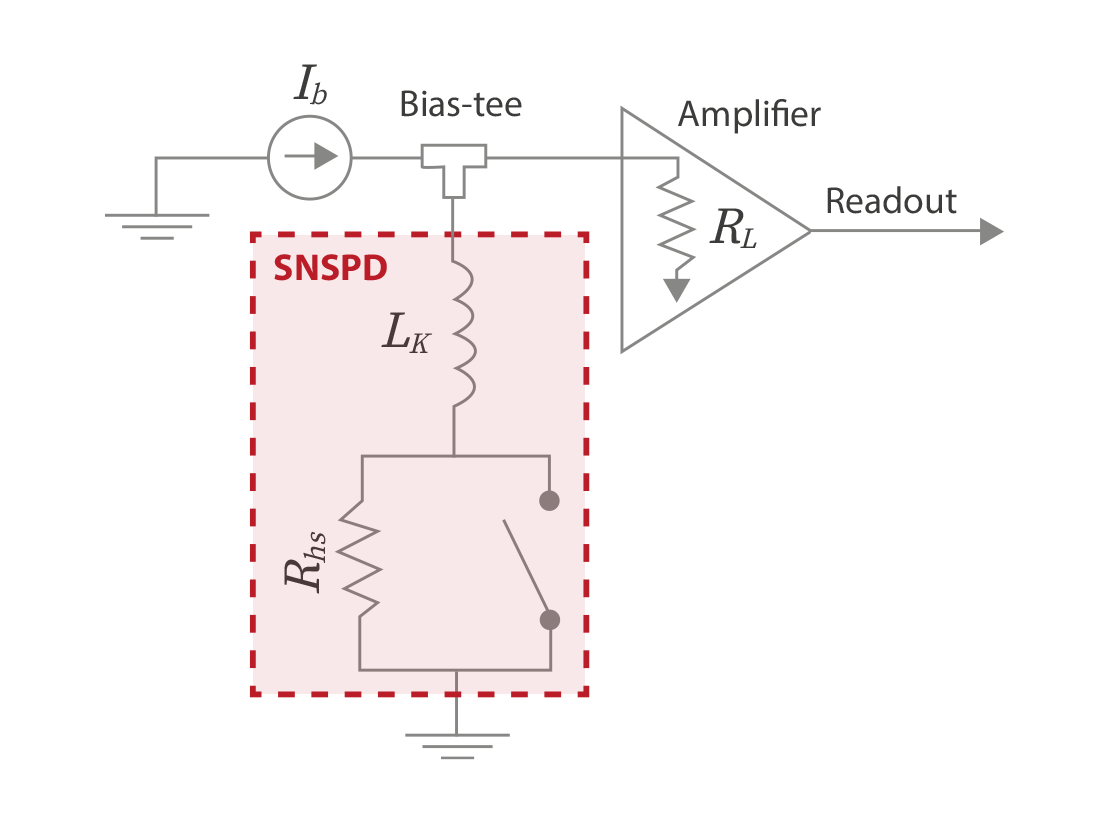 I_b
Bias-tee
Amplifier
Readout
R_L
SNSPD
L_K
R_hs